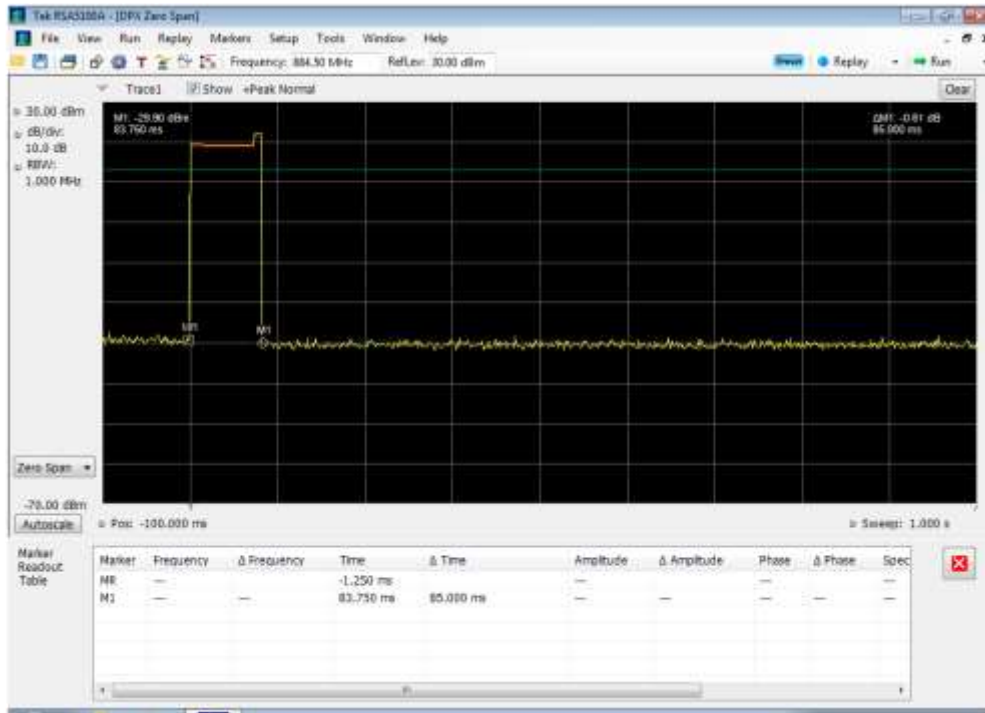 Tek RSA5100A - [DPX Zero Span]
File View Run Replay Markers Setup Tools Window Help
Frequency: 884.50 MHz RefLev: 30.00 dBm Preset Replay Run
Trace1 Show +Peak Normal Clear
30.00 dBm
dB/div:
10.0 dB
RBW:
1.000 MHz
M1: -29.90 dBm
83.750 ms
ΔM1: -0.81 dB
85.000 ms
MR
M1
Zero Span
-70.00 dBm
Autoscale Pos: -100.000 ms Sweep: 1.000 s
Marker
Readout
Table
Marker Frequency Δ Frequency Time Δ Time Amplitude Δ Amplitude Phase Δ Phase Spec
MR --- -1.250 ms --- --- ---
M1 --- --- 83.750 ms 85.000 ms --- --- --- --- ---